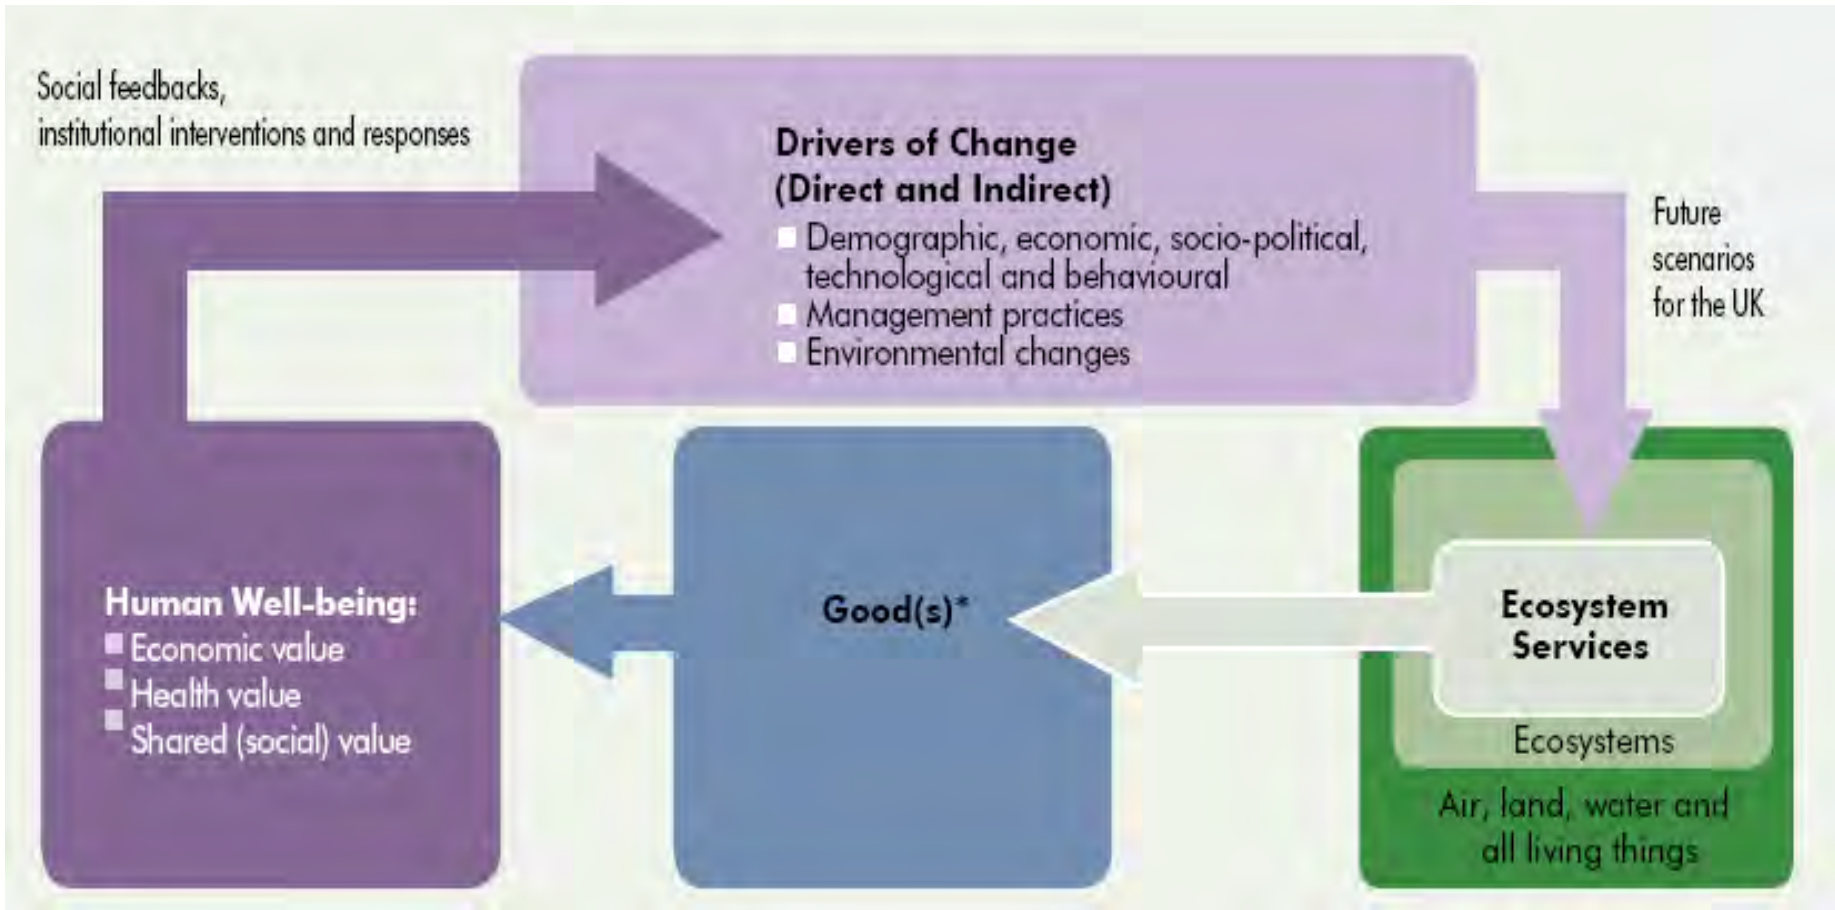 Social feedbacks,
institutional interventions and responses
Drivers of Change
(Direct and Indirect)
Demographic, economic, socio-political,
technological and behavioural
Management practices
Environmental changes
Future
scenarios
for the UK
Human Well-being:
Economic value
Health value
Shared (social) value
Good(s)*
Ecosystem
Services
Ecosystems
Air, land, water and
all living things